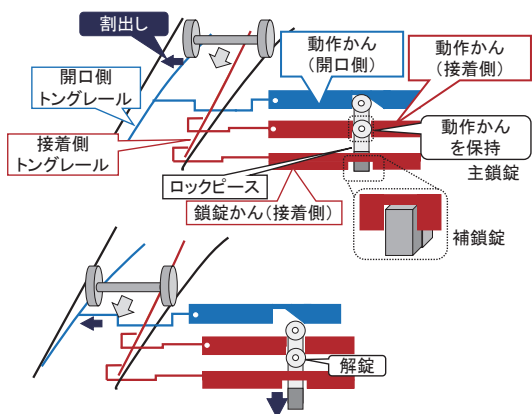 割出し
動作かん
(開口側)
動作かん
(接着側)
開口側
トングレール
接着側
トングレール
動作かん
を保持
主鎖錠
ロックピース
鎖錠かん(接着側)
補鎖錠
解錠